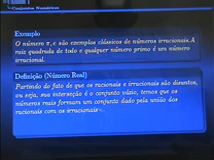 Conjuntos Numéricos
Exemplo
O número π, e são exemplos clássicos de números irracionais. A
raiz quadrada de todo e qualquer número primo é um número
irracional.
Definição (Número Real)
Partindo do fato de que os racionais e irracionais são disjuntos,
ou seja, sua interseção é o conjunto vazio, temos que os
números reais formam um conjunto dado pela união dos
racionais com os irracionais